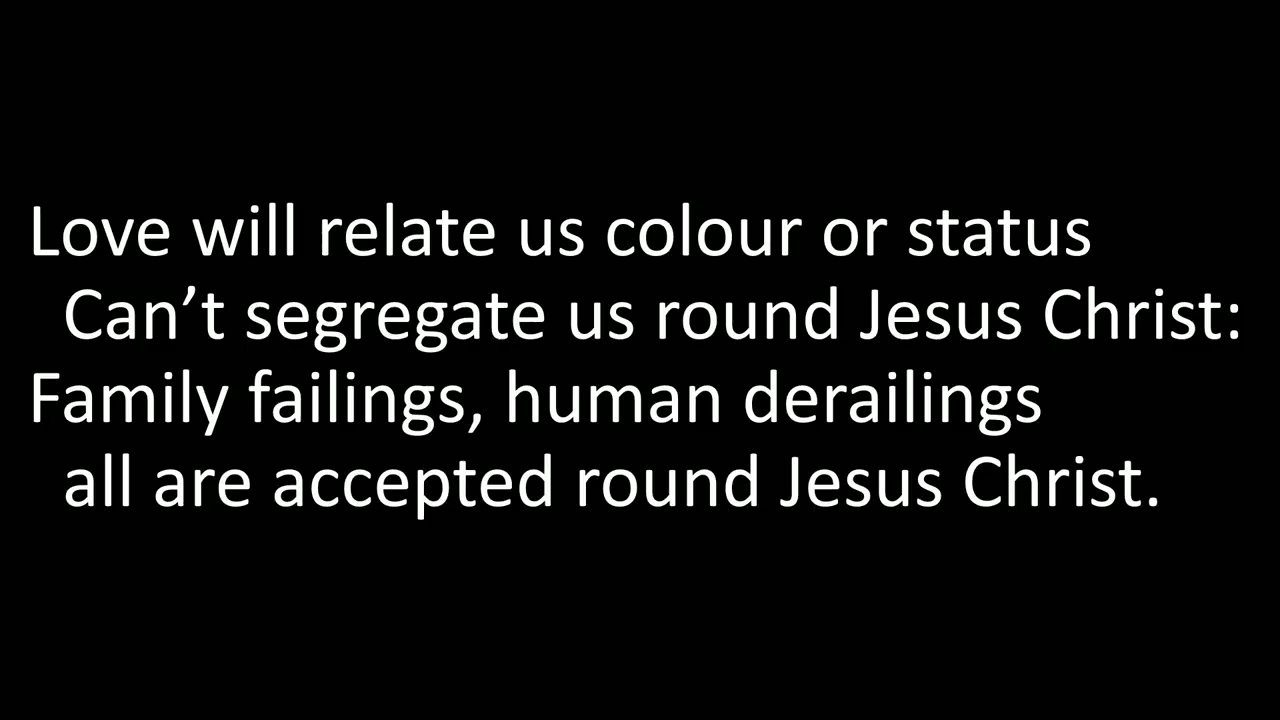 Love will relate us colour or status
Can’t segregate us round Jesus Christ:
Family failings, human derailings
all are accepted round Jesus Christ.